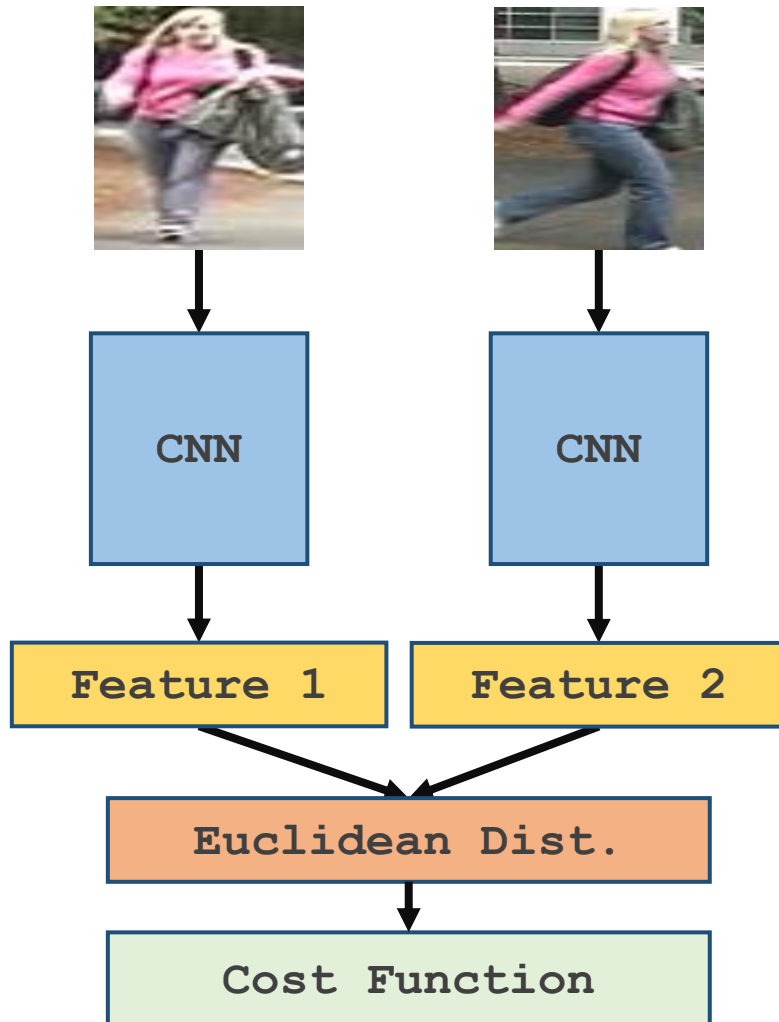 CNN
CNN
Feature 1
Feature 2
Euclidean Dist.
Cost Function